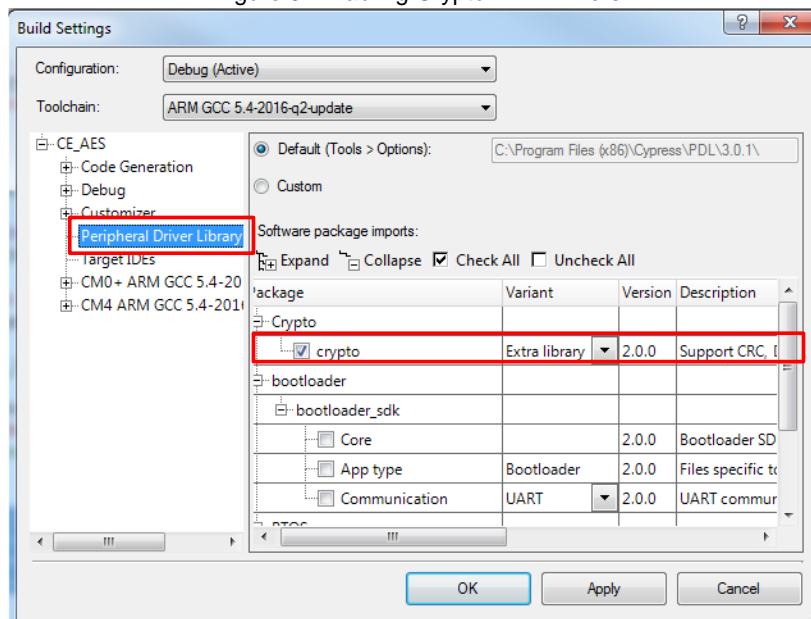 Build Settings
Configuration: Debug (Active)
Toolchain: ARM GCC 5.4-2016-q2-update
CE_AES
Code Generation
Debug
Customizer
Peripheral Driver Library
Target IDEs
CM0+ ARM GCC 5.4-20
CM4 ARM GCC 5.4-201
Default (Tools > Options): C:\Program Files (x86)\Cypress\PDL\3.0.1\
Custom
Software package imports:
Expand Collapse Check All Uncheck All
Package Variant Version Description
Crypto
crypto Extra library 2.0.0 Support CRC,
bootloader
bootloader_sdk
Core 2.0.0 Bootloader SD
App type Bootloader 2.0.0 Files specific to
Communication UART 2.0.0 UART commun
OK Apply Cancel